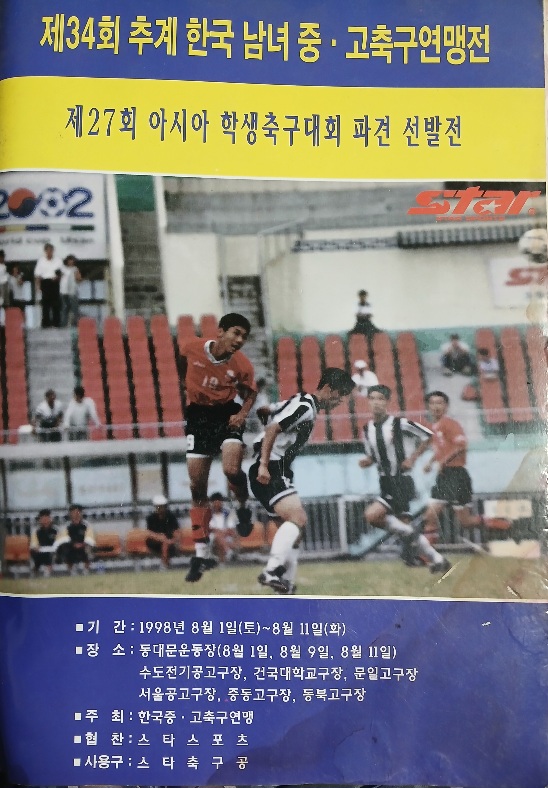 제34회 추계 한국 남녀 중·고축구연맹전
제27회 아시아 학생축구대회 파견 선발전
2002
star
19
■ 기 간 : 1998년 8월 1일(토)~8월 11일(화)
■ 장 소 : 동대문운동장(8월 1일, 8월 9일, 8월 11일)
수도전기공고구장, 건국대학교구장, 문일고구장
서울공고구장, 중동고구장, 동북고구장
■ 주 최 : 한국중·고축구연맹
■ 협 찬 : 스 타 스 포 츠
■ 사용구 : 스 타 축 구 공